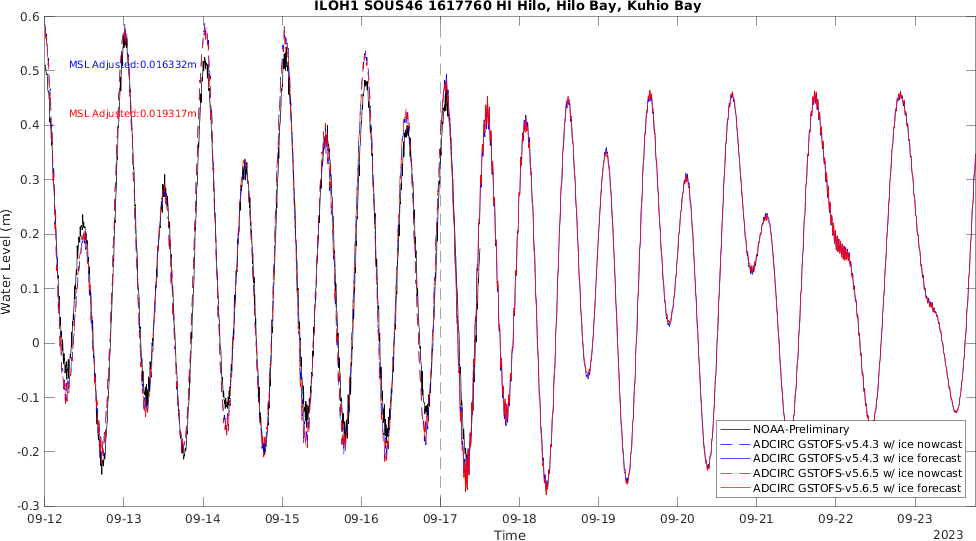 ILOH1 SOUS46 1617760 HI Hilo, Hilo Bay, Kuhio Bay
0.6
0.5
0.4
0.3
0.2
0.1
0
-0.1
-0.2
-0.3
Water Level (m)
MSL Adjusted:0.016332m
MSL Adjusted:0.019317m
NOAA-Preliminary
ADCIRC GSTOFS-v5.4.3 w/ ice nowcast
ADCIRC GSTOFS-v5.4.3 w/ ice forecast
ADCIRC GSTOFS-v5.6.5 w/ ice nowcast
ADCIRC GSTOFS-v5.6.5 w/ ice forecast
09-12 09-13 09-14 09-15 09-16 09-17 09-18 09-19 09-20 09-21 09-22 09-23
Time
2023